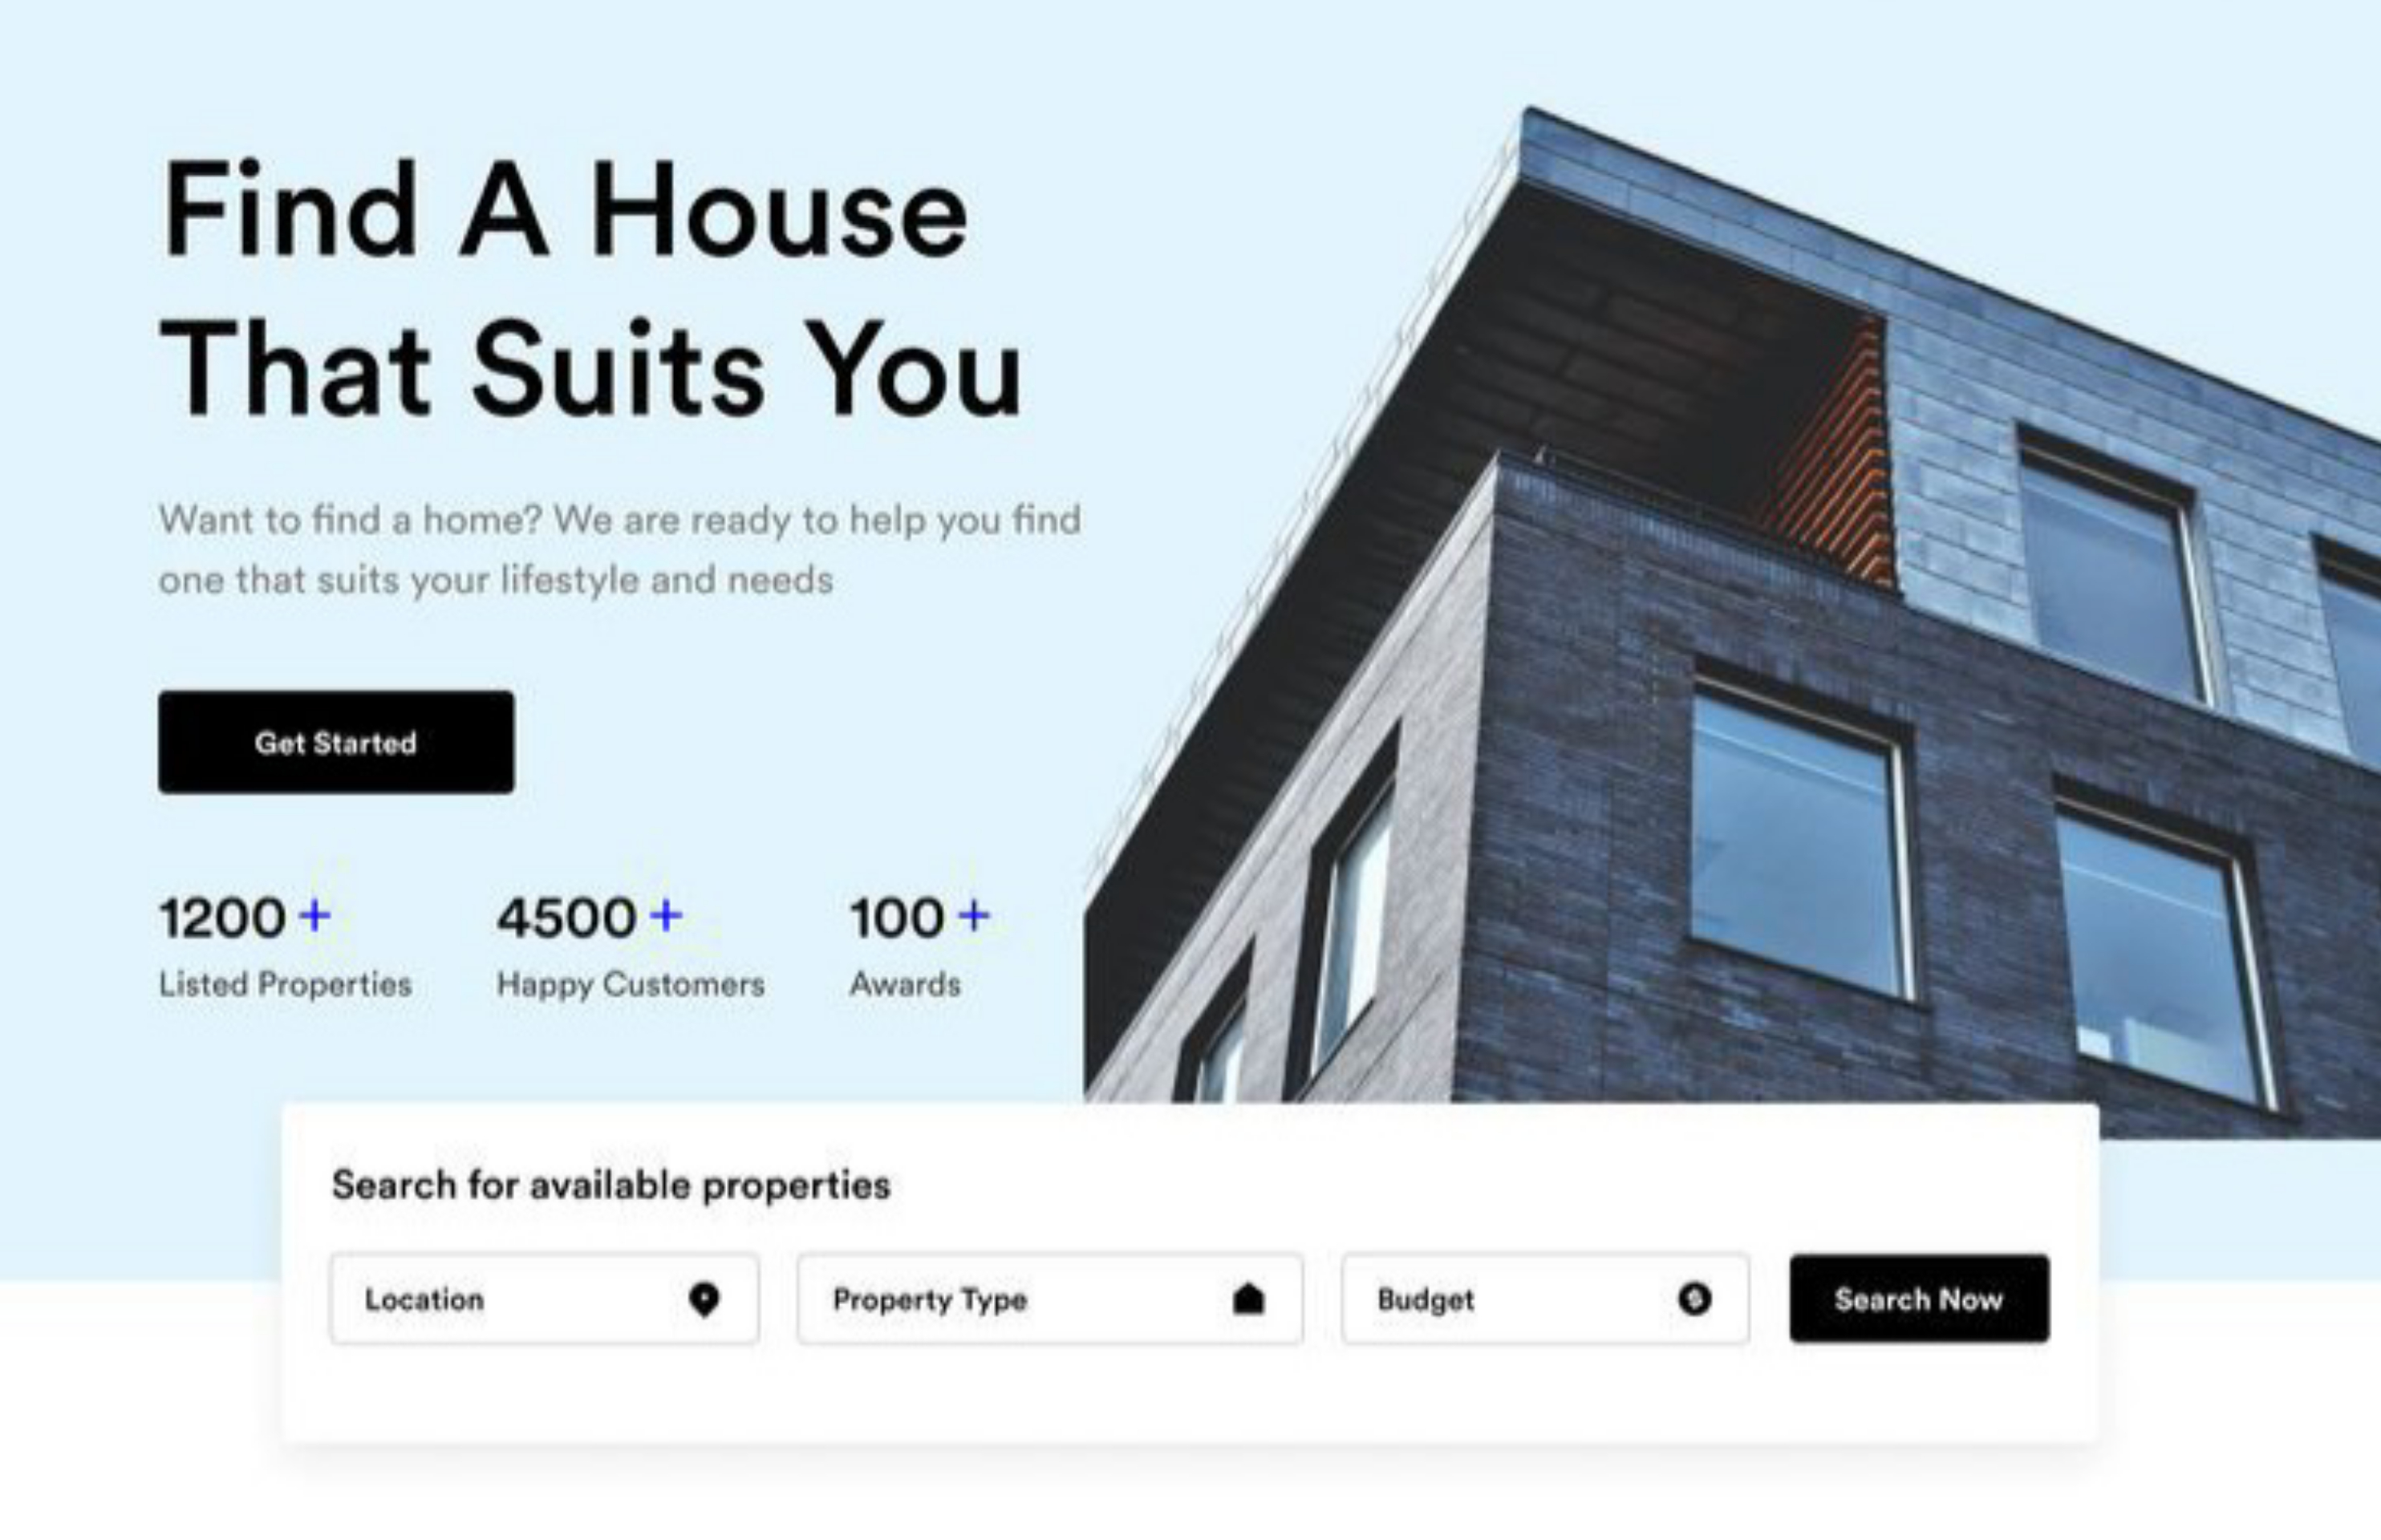 Find A House
That Suits You
Want to find a home? We are ready to help you find
one that suits your lifestyle and needs
Get Started
1200 + 4500 + 100 +
Listed Properties Happy Customers Awards
Search for available properties
Location Property Type Budget Search Now